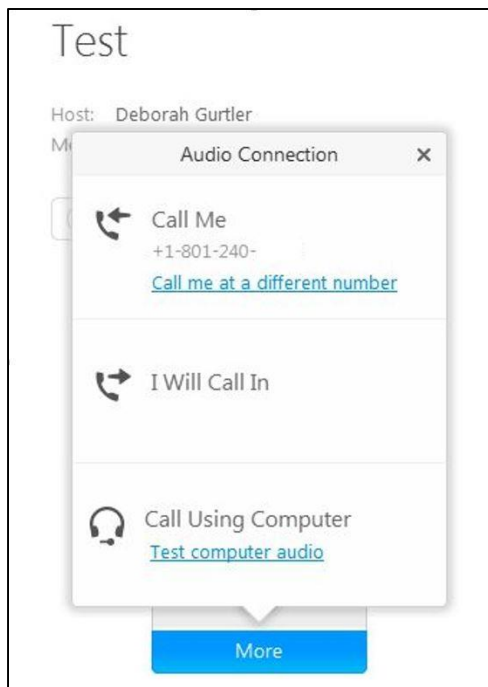 Test
Host: Deborah Gurtler
Audio Connection
Call Me
+1-801-240-
Call me at a different number
I Will Call In
Call Using Computer
Test computer audio
More